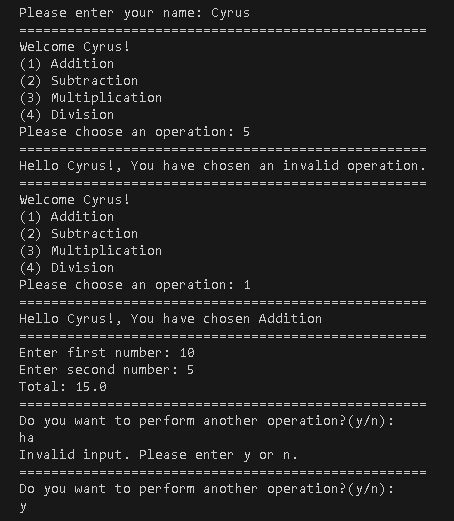 Please enter your name: Cyrus
===================================================
Welcome Cyrus!
(1) Addition
(2) Subtraction
(3) Multiplication
(4) Division
Please choose an operation: 5
===================================================
Hello Cyrus!, You have chosen an invalid operation.
===================================================
Welcome Cyrus!
(1) Addition
(2) Subtraction
(3) Multiplication
(4) Division
Please choose an operation: 1
===================================================
Hello Cyrus!, You have chosen Addition
===================================================
Enter first number: 10
Enter second number: 5
Total: 15.0
===================================================
Do you want to perform another operation?(y/n):
ha
Invalid input. Please enter y or n.
===================================================
Do you want to perform another operation?(y/n):
y